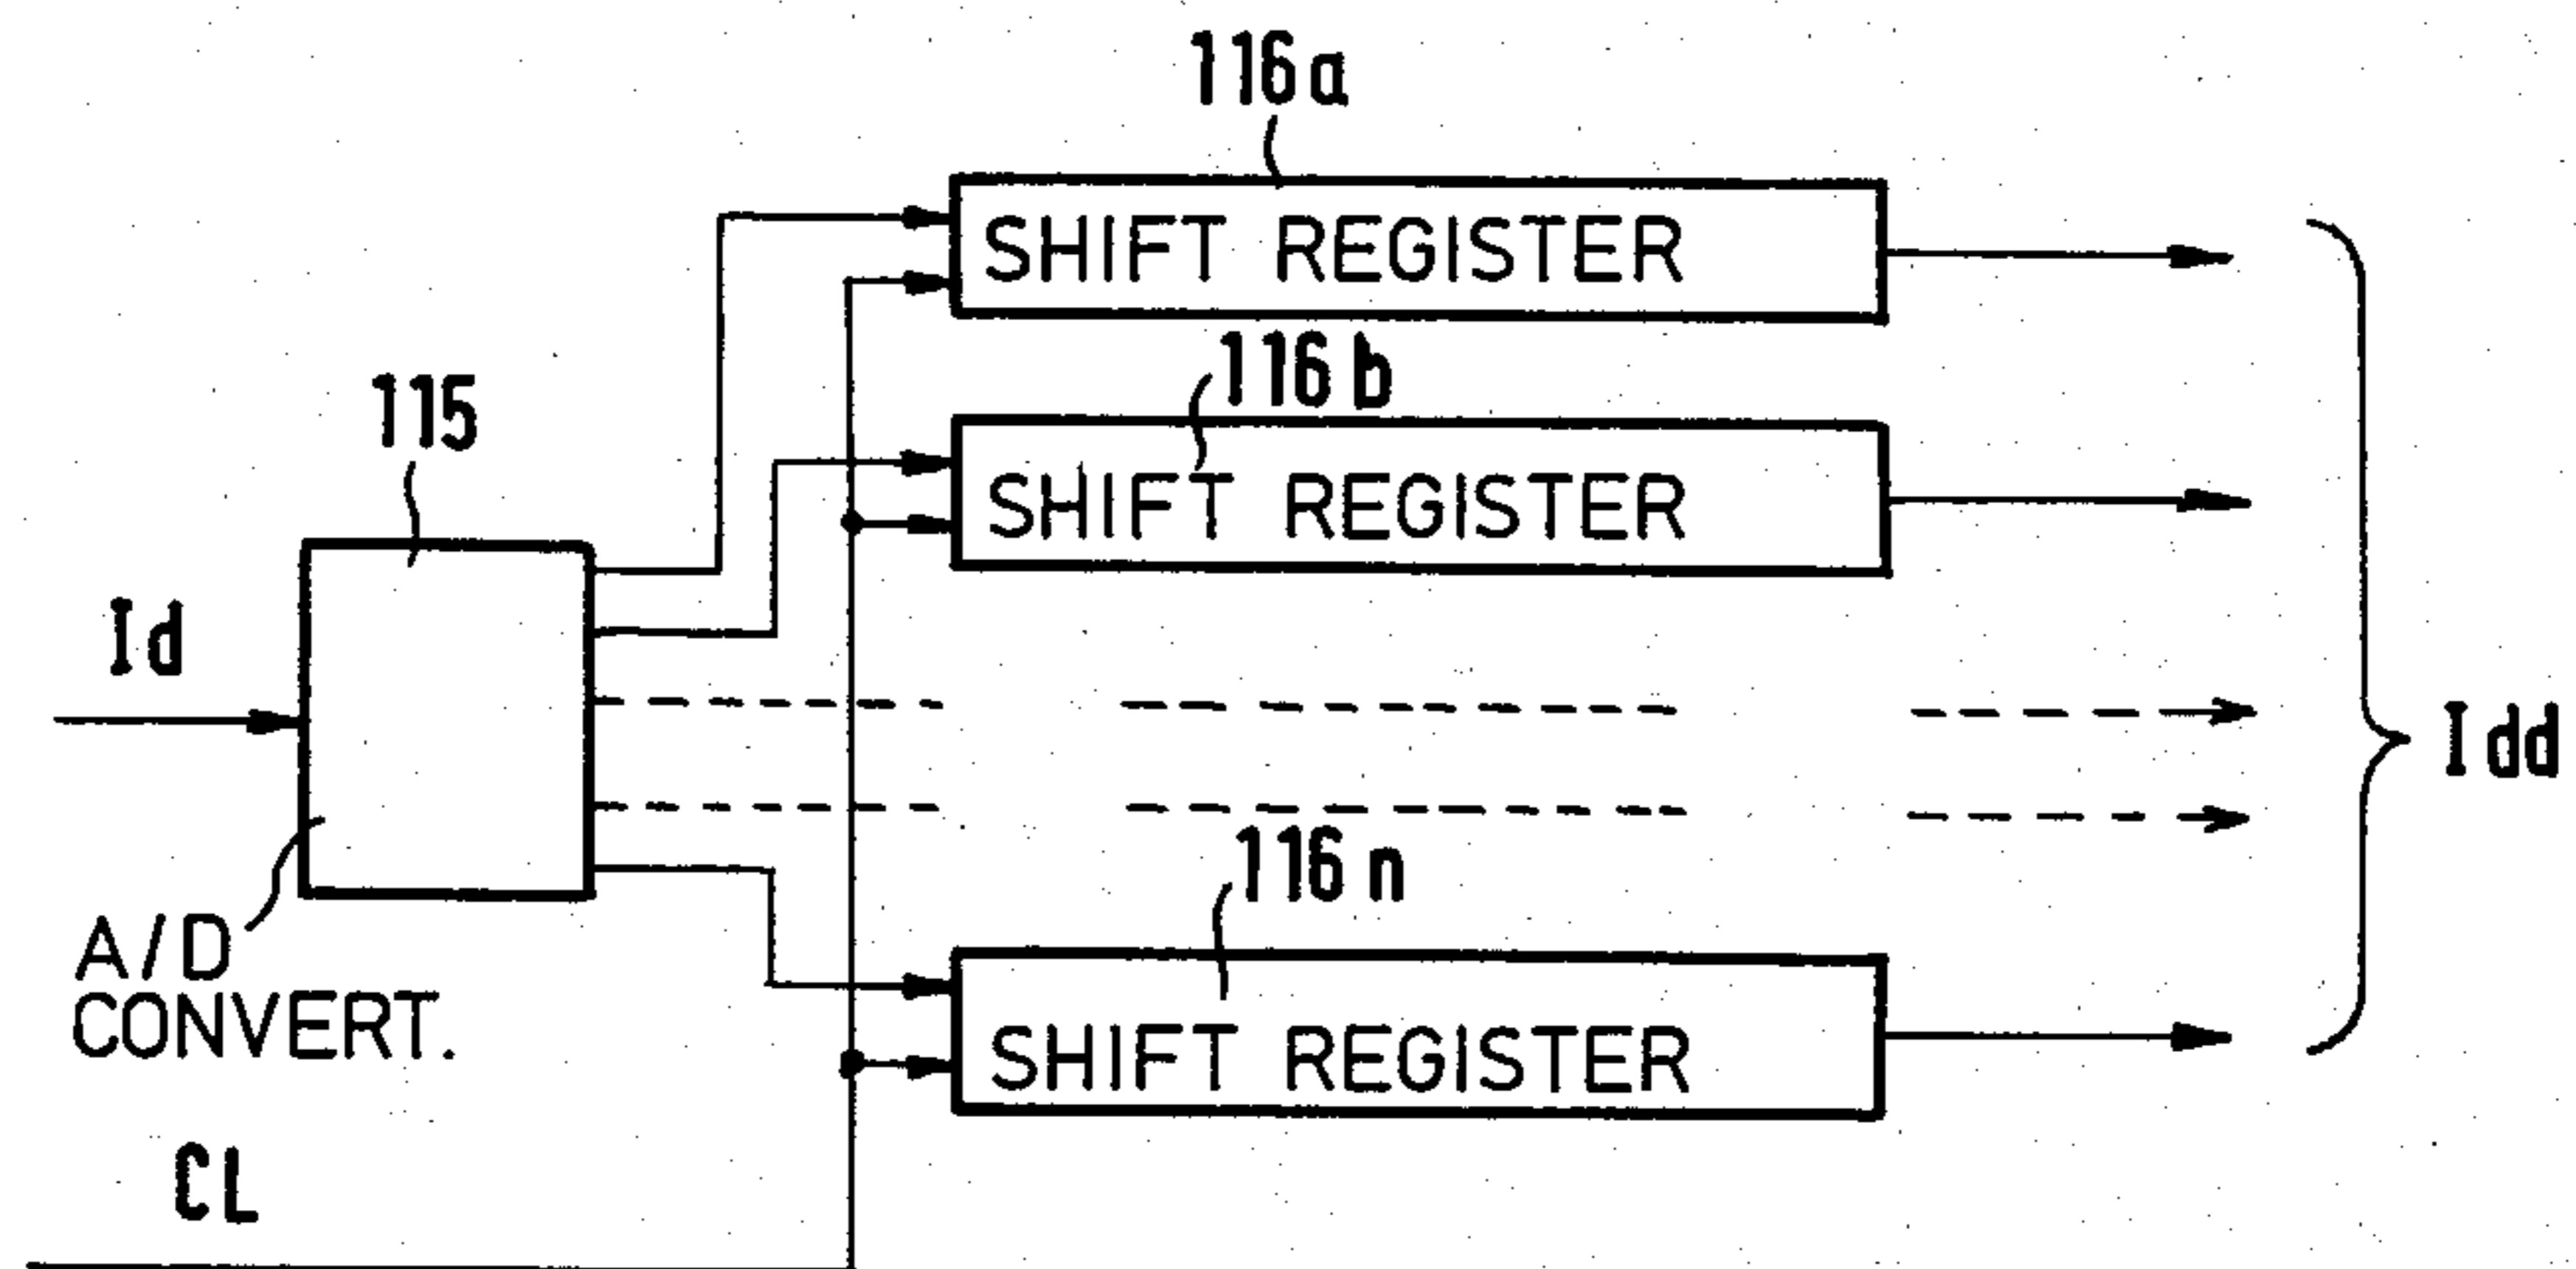 116a
SHIFT REGISTER
116b
SHIFT REGISTER
115
Id
Idd
116n
SHIFT REGISTER
A/D
CONVERT.
CL